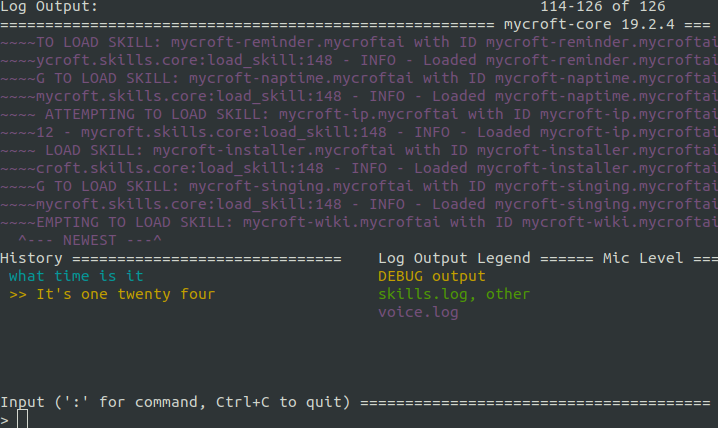 Log Output: 114-126 of 126
======================================================= mycroft-core 19.2.4 ===
~~~~TO LOAD SKILL: mycroft-reminder.mycroftai with ID mycroft-reminder.mycroftai
~~~~ycroft.skills.core:load_skill:148 - INFO - Loaded mycroft-reminder.mycroftai
~~~~G TO LOAD SKILL: mycroft-naptime.mycroftai with ID mycroft-naptime.mycroftai
~~~~mycroft.skills.core:load_skill:148 - INFO - Loaded mycroft-naptime.mycroftai
~~~~ ATTEMPTING TO LOAD SKILL: mycroft-ip.mycroftai with ID mycroft-ip.mycroftai
~~~~12 - mycroft.skills.core:load_skill:148 - INFO - Loaded mycroft-ip.mycroftai
~~~~ LOAD SKILL: mycroft-installer.mycroftai with ID mycroft-installer.mycroftai
~~~~croft.skills.core:load_skill:148 - INFO - Loaded mycroft-installer.mycroftai
~~~~G TO LOAD SKILL: mycroft-singing.mycroftai with ID mycroft-singing.mycroftai
~~~~mycroft.skills.core:load_skill:148 - INFO - Loaded mycroft-singing.mycroftai
~~~~EMPTING TO LOAD SKILL: mycroft-wiki.mycroftai with ID mycroft-wiki.mycroftai
^--- NEWEST ---^
History ============================== Log Output Legend ====== Mic Level ===
what time is it DEBUG output
>> It's one twenty four skills.log, other
voice.log
Input (':' for command, Ctrl+C to quit) =======================================
>